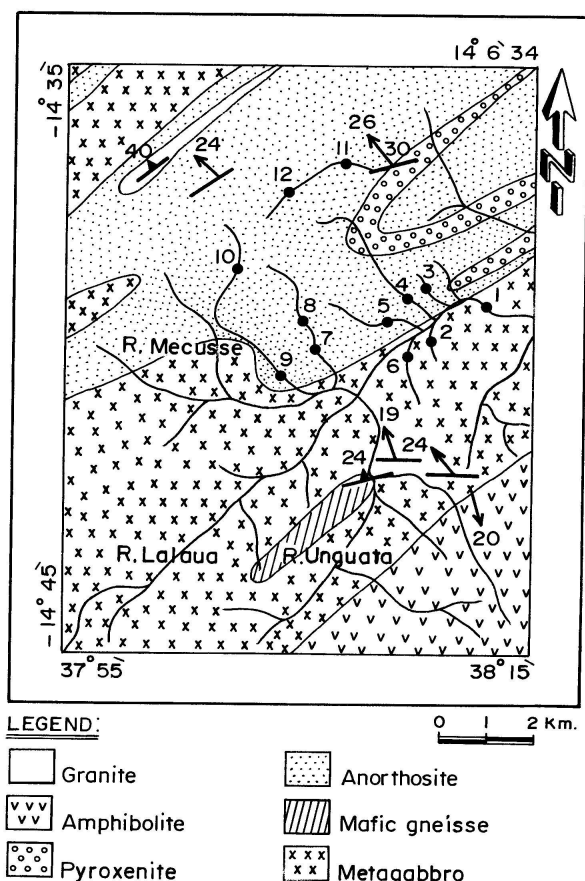 14° 6' 34
-14° 35'
26
30
11
40
24
12
10
3
4
1
8
5
R. Mecusse
7
2
9
6
19
24
24
20
R. Lalaua
R. Unguata
-14° 45'
37° 55'
38° 15'
LEGEND:
0 1 2 Km.
Granite
Anorthosite
Amphibolite
Mafic gneisse
Pyroxenite
Metagabbro